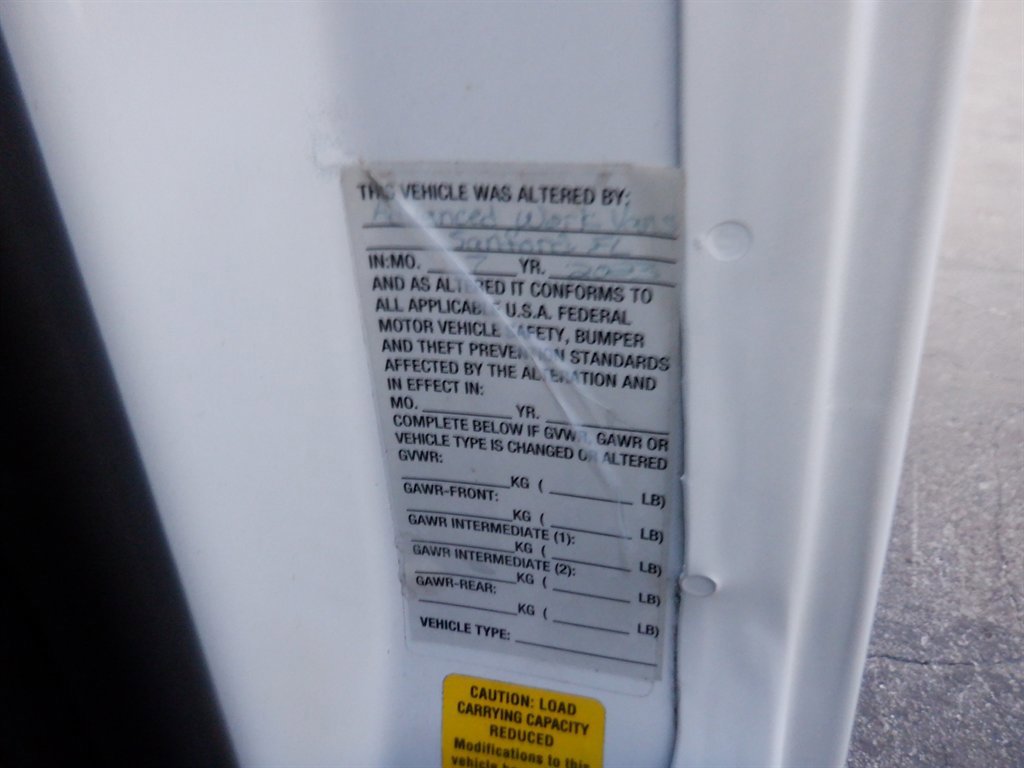 THIS VEHICLE WAS ALTERED BY:
Advanced Work Vans
Sanford, FL
IN:MO. 7 YR.
AND AS ALTERED IT CONFORMS TO
ALL APPLICABLE U.S.A. FEDERAL
MOTOR VEHICLE SAFETY, BUMPER
AND THEFT PREVENTION STANDARDS
AFFECTED BY THE ALTERATION AND
IN EFFECT IN:
MO. YR.
COMPLETE BELOW IF GVWR, GAWR OR
VEHICLE TYPE IS CHANGED OR ALTERED
GVWR:
KG ( LB)
GAWR-FRONT:
KG ( LB)
GAWR INTERMEDIATE (1):
KG ( LB)
GAWR INTERMEDIATE (2):
KG ( LB)
GAWR-REAR:
KG ( LB)
VEHICLE TYPE:
CAUTION: LOAD
CARRYING CAPACITY
REDUCED
Modifications to this
vehicle